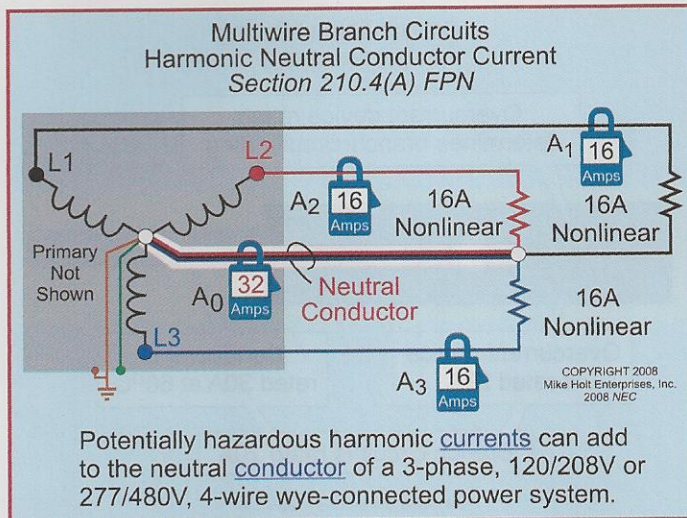 Multiwire Branch Circuits
Harmonic Neutral Conductor Current
Section 210.4(A) FPN
L1
L2
A1
16
Amps
A2
16
Amps
16A
Nonlinear
16A
Nonlinear
Primary
Not
Shown
A0
32
Amps
Neutral
Conductor
16A
Nonlinear
L3
A3
16
Amps
COPYRIGHT 2008
Mike Holt Enterprises, Inc.
2008 NEC
Potentially hazardous harmonic currents can add
to the neutral conductor of a 3-phase, 120/208V or
277/480V, 4-wire wye-connected power system.